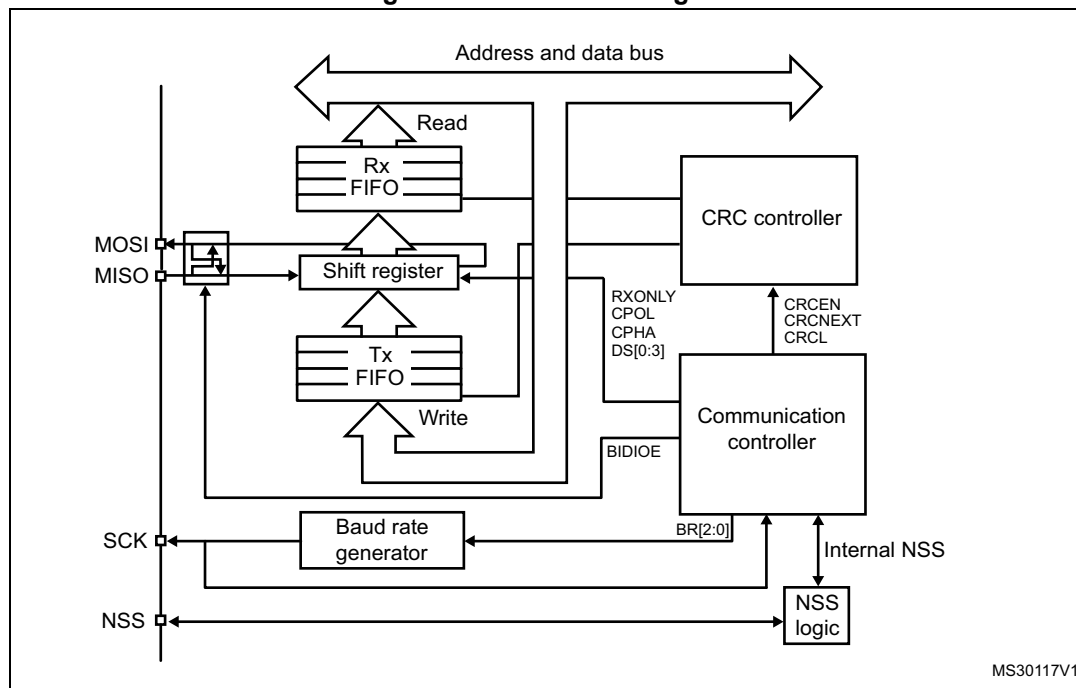 Address and data bus
Read
Rx
FIFO
CRC controller
MOSI
MISO
Shift register
RXONLY
CPOL
CPHA
DS[0:3]
CRCEN
CRCNEXT
CRCL
Tx
FIFO
Write
Communication
controller
BIDIOE
SCK
Baud rate
generator
BR[2:0]
Internal NSS
NSS
NSS
logic
MS30117V1